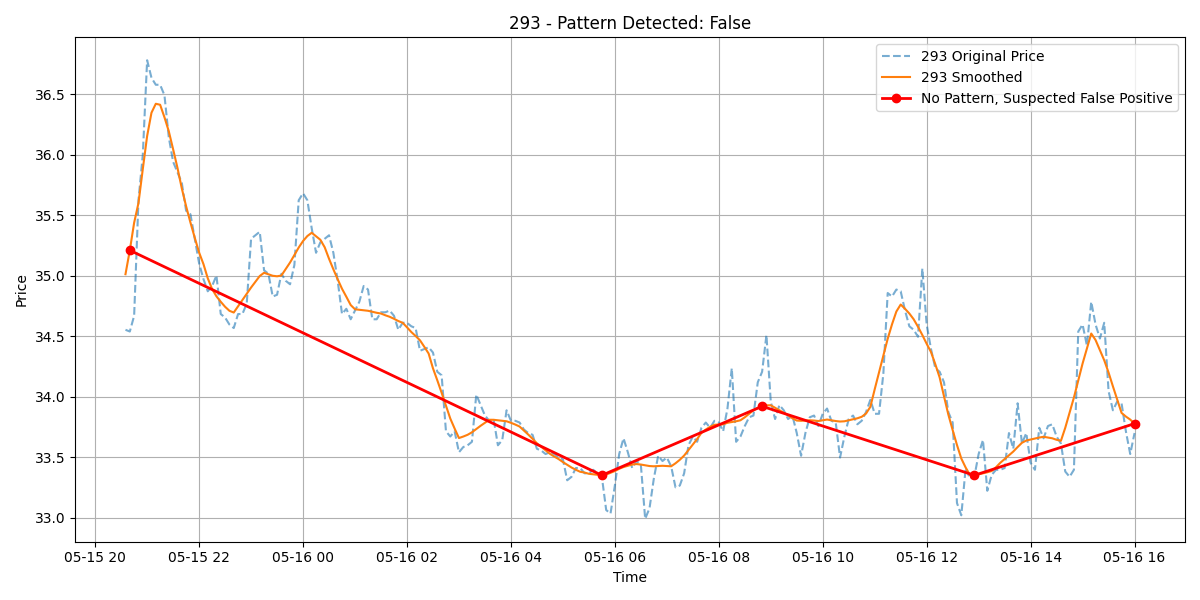 293 - Pattern Detected: False
293 Original Price
293 Smoothed
No Pattern, Suspected False Positive
Price
36.5
36.0
35.5
35.0
34.5
34.0
33.5
33.0
05-15 20 05-15 22 05-16 00 05-16 02 05-16 04 05-16 06 05-16 08 05-16 10 05-16 12 05-16 14 05-16 16
Time